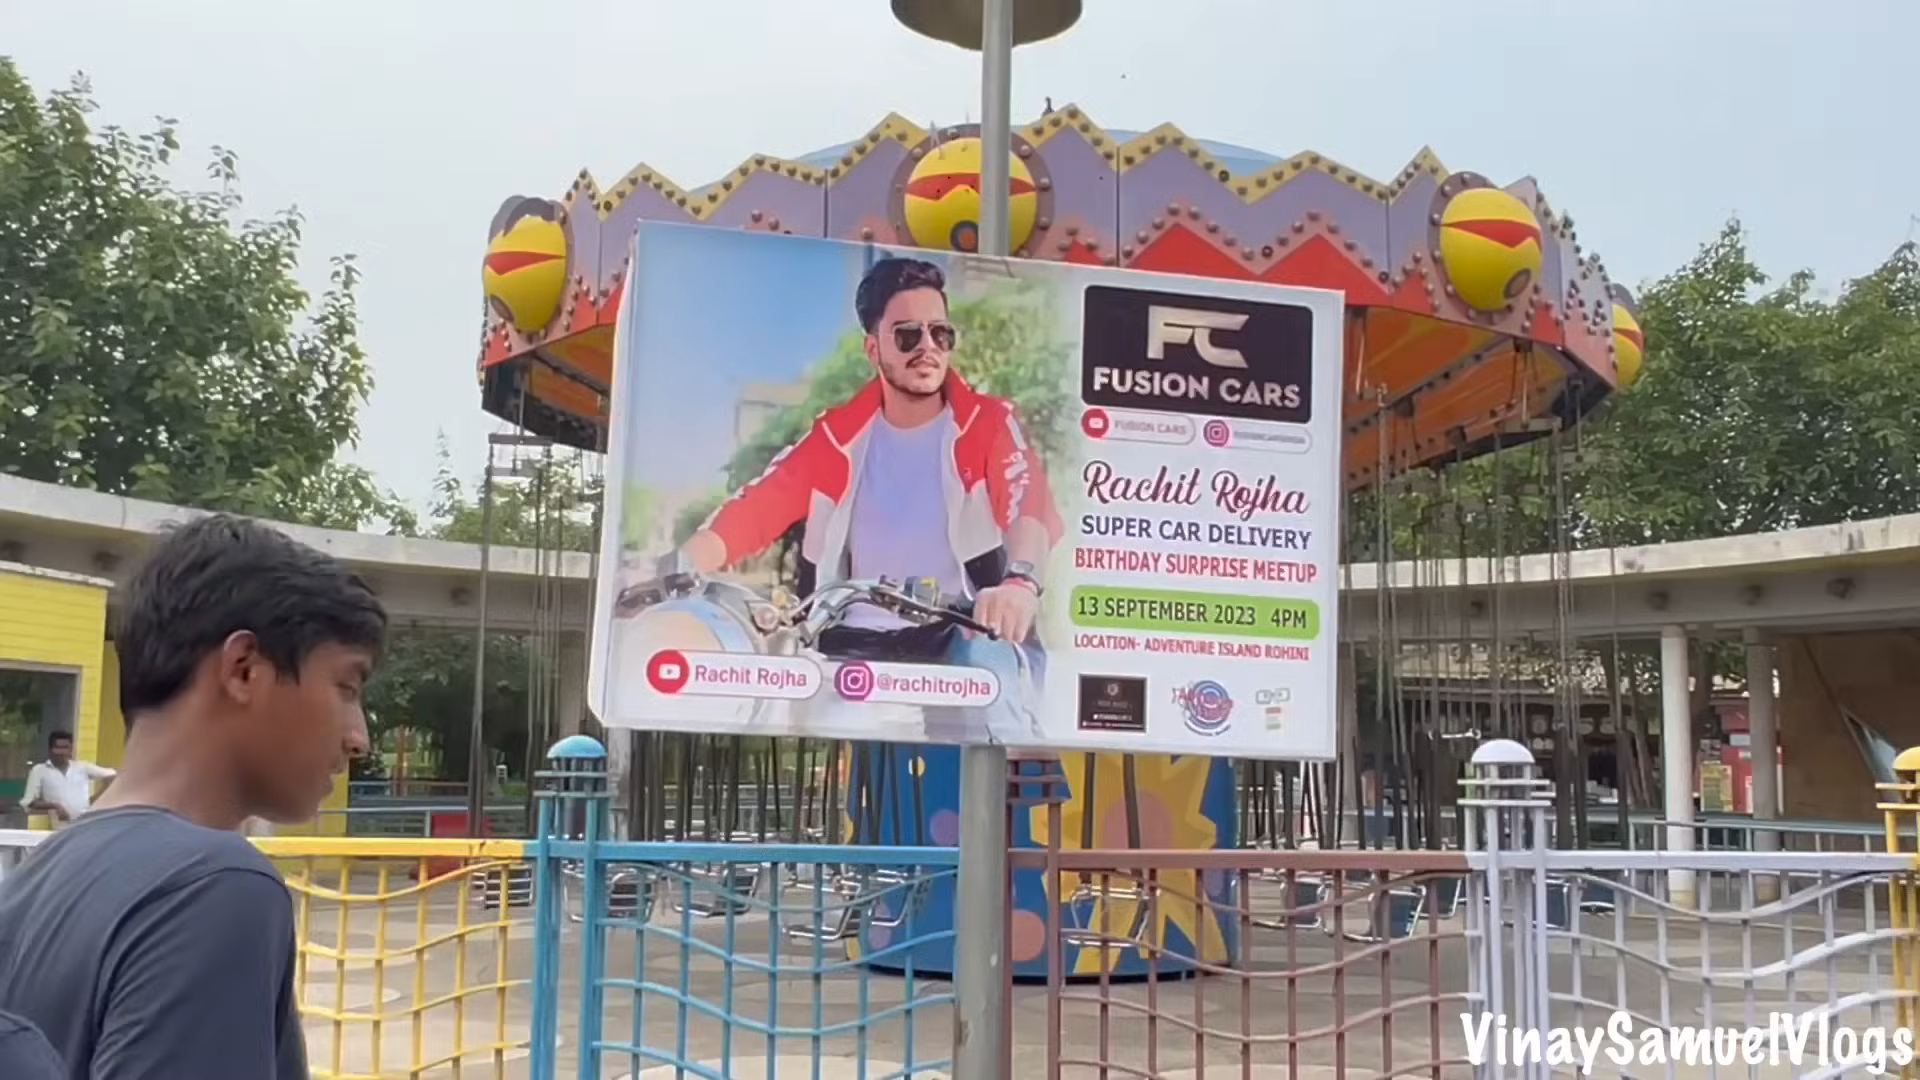 FC
FUSION CARS
FUSION CARS
Rachit Rojha
SUPER CAR DELIVERY
BIRTHDAY SURPRISE MEETUP
13 SEPTEMBER 2023 4PM
LOCATION- ADVENTURE ISLAND ROHINI
Rachit Rojha
@rachitrojha
VinaySamuelVlogs